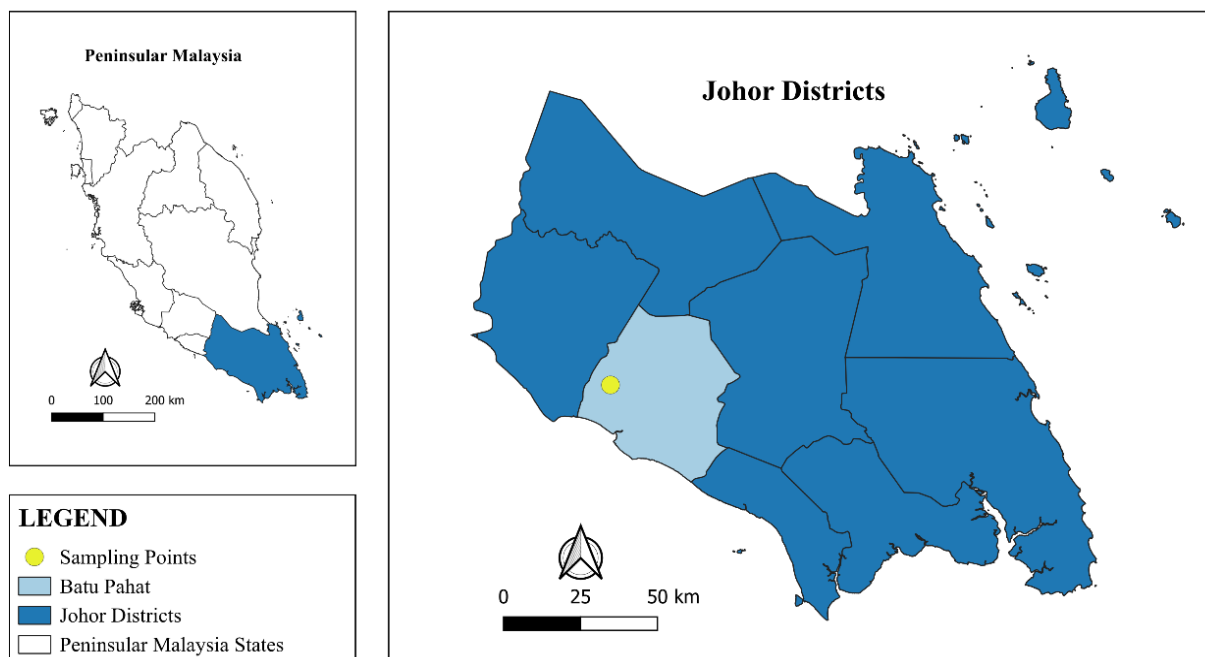 Peninsular Malaysia
0 100 200 km
LEGEND
Sampling Points
Batu Pahat
Johor Districts
Peninsular Malaysia States
Johor Districts
0 25 50 km